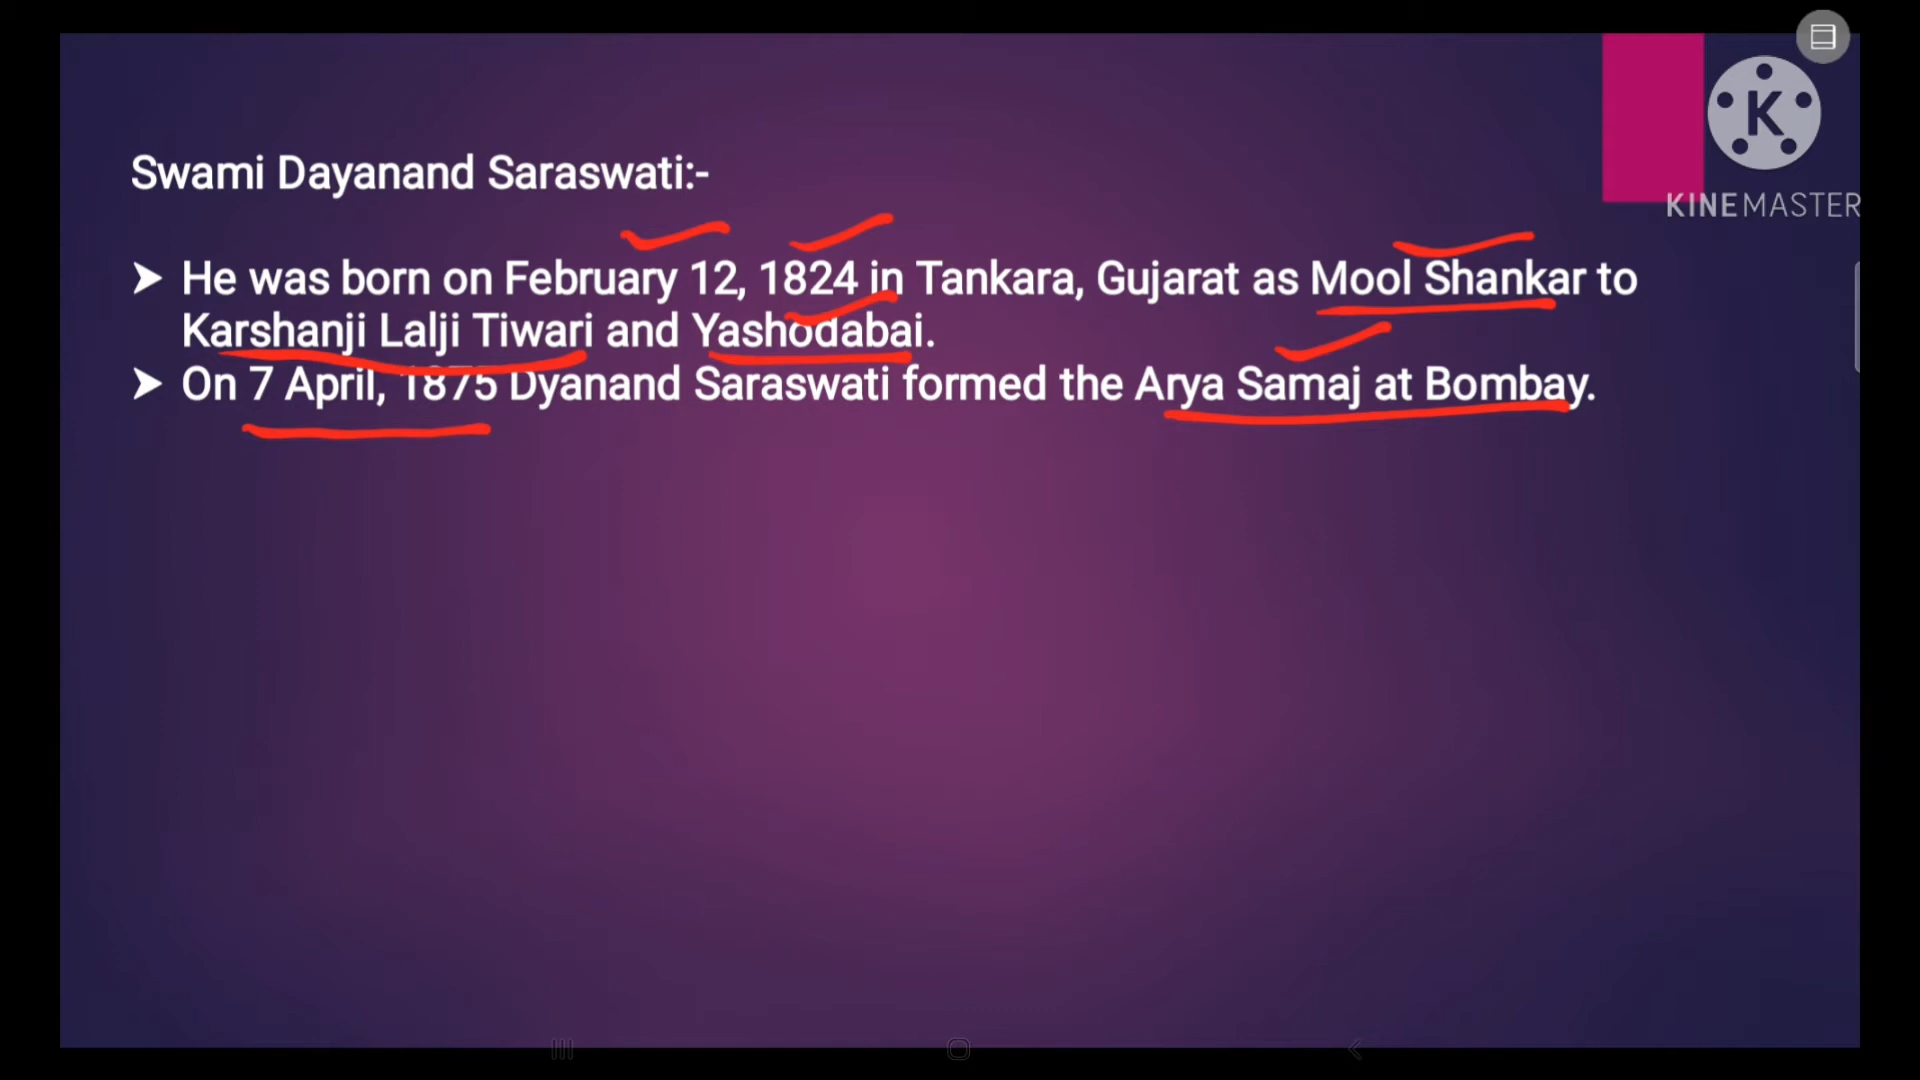 K
KINEMASTER
Swami Dayanand Saraswati:-
➤ He was born on February 12, 1824 in Tankara, Gujarat as Mool Shankar to
Karshanji Lalji Tiwari and Yashodabai.
➤ On 7 April, 1875 Dyanand Saraswati formed the Arya Samaj at Bombay.